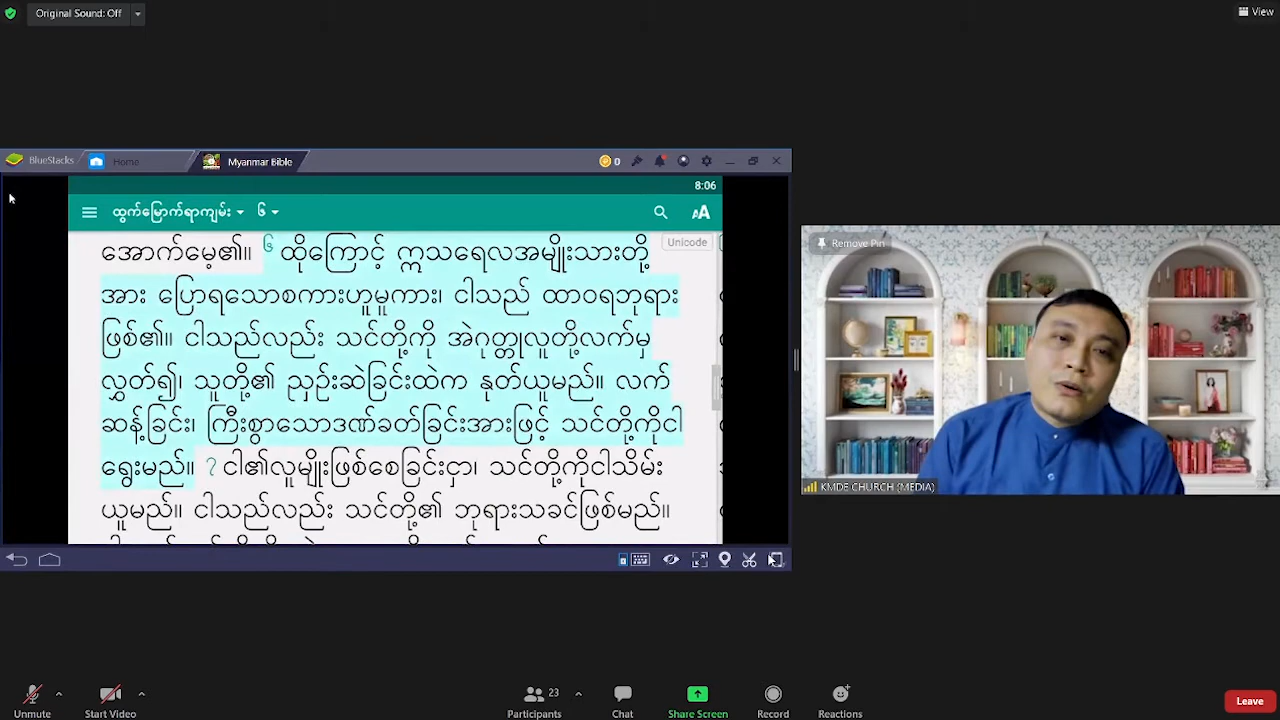 Original Sound: Off
View
BlueStacks
Home
Myanmar Bible
0
8:06
ထွက်မြောက်ရာကျမ်း ၆
AA
Unicode
အောက်မေ့၏။ ၆ ထိုကြောင့် ဣသရေလအမျိုးသားတို့
အား ပြောရသောစကားဟူမူကား၊ ငါသည် ထာဝရဘုရား
ဖြစ်၏။ ငါသည်လည်း သင်တို့ကို အဲဂုတ္တုလူတို့လက်မှ
လွှတ်၍၊ သူတို့၏ ညှဉ်းဆဲခြင်းထဲက နုတ်ယူမည်။ လက်
ဆန့်ခြင်း၊ ကြီးစွာသောဒဏ်ခတ်ခြင်းအားဖြင့် သင်တို့ကိုငါ
ရွေးမည်။ ၇ ငါ၏လူမျိုးဖြစ်စေခြင်းငှာ၊ သင်တို့ကိုငါသိမ်း
ယူမည်။ ငါသည်လည်း သင်တို့၏ ဘုရားသခင်ဖြစ်မည်။
Remove Pin
KMDE CHURCH (MEDIA)
Unmute
Start Video
23
Participants
Chat
Share Screen
Record
Reactions
Leave